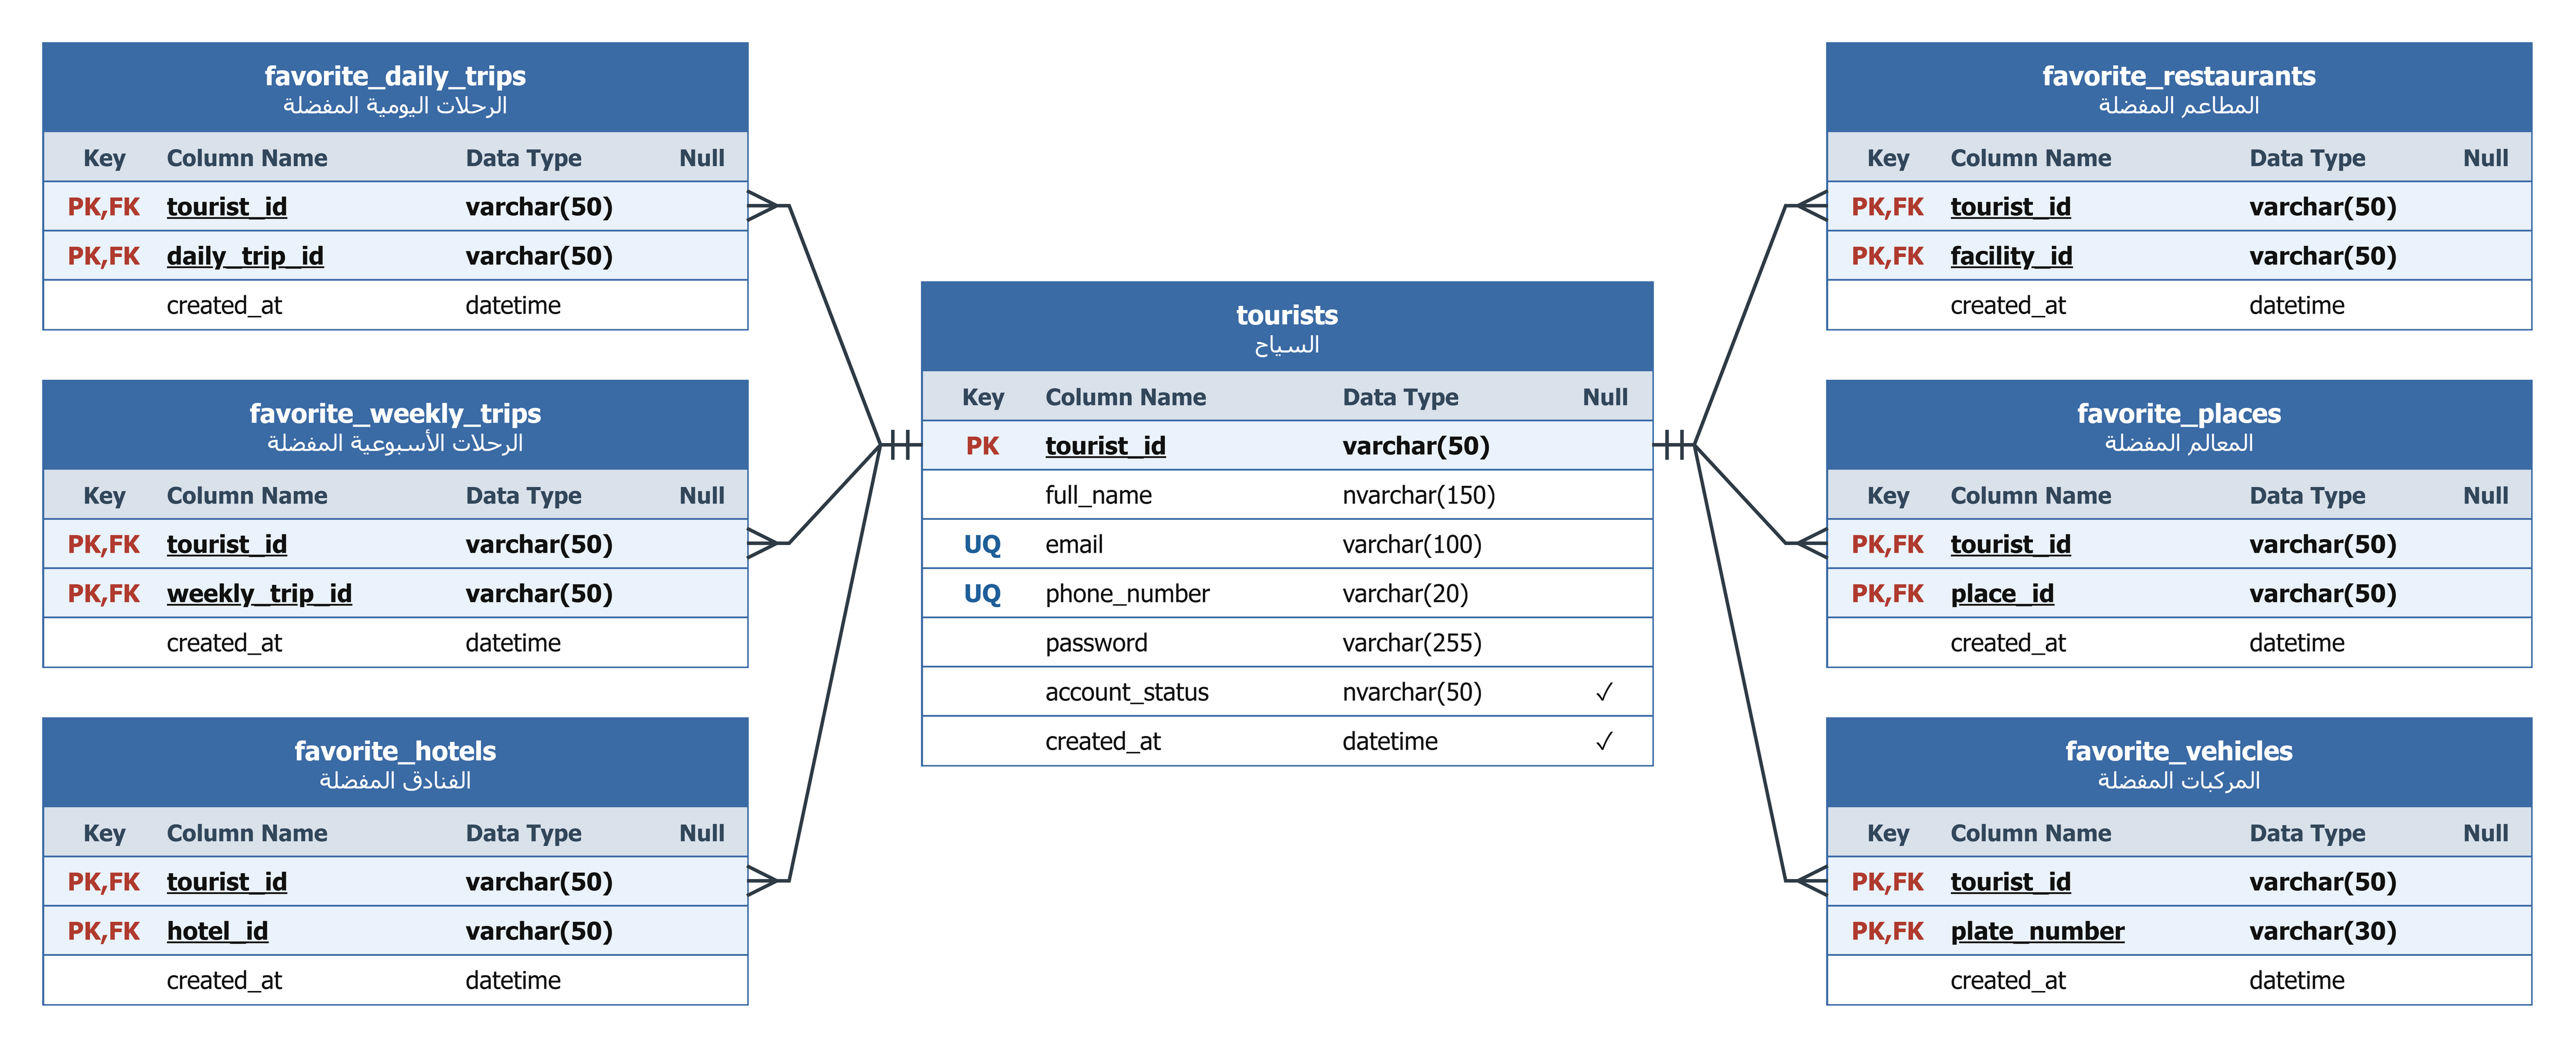 favorite_daily_trips
الرحلات اليومية المفضلة
Key Column Name Data Type Null
PK,FK tourist_id varchar(50)
PK,FK daily_trip_id varchar(50)
created_at datetime
favorite_weekly_trips
الرحلات الأسبوعية المفضلة
Key Column Name Data Type Null
PK,FK tourist_id varchar(50)
PK,FK weekly_trip_id varchar(50)
created_at datetime
favorite_hotels
الفنادق المفضلة
Key Column Name Data Type Null
PK,FK tourist_id varchar(50)
PK,FK hotel_id varchar(50)
created_at datetime
tourists
السياح
Key Column Name Data Type Null
PK tourist_id varchar(50)
full_name nvarchar(150)
UQ email varchar(100)
UQ phone_number varchar(20)
password varchar(255)
account_status nvarchar(50) ✓
created_at datetime ✓
favorite_restaurants
المطاعم المفضلة
Key Column Name Data Type Null
PK,FK tourist_id varchar(50)
PK,FK facility_id varchar(50)
created_at datetime
favorite_places
المعالم المفضلة
Key Column Name Data Type Null
PK,FK tourist_id varchar(50)
PK,FK place_id varchar(50)
created_at datetime
favorite_vehicles
المركبات المفضلة
Key Column Name Data Type Null
PK,FK tourist_id varchar(50)
PK,FK plate_number varchar(30)
created_at datetime